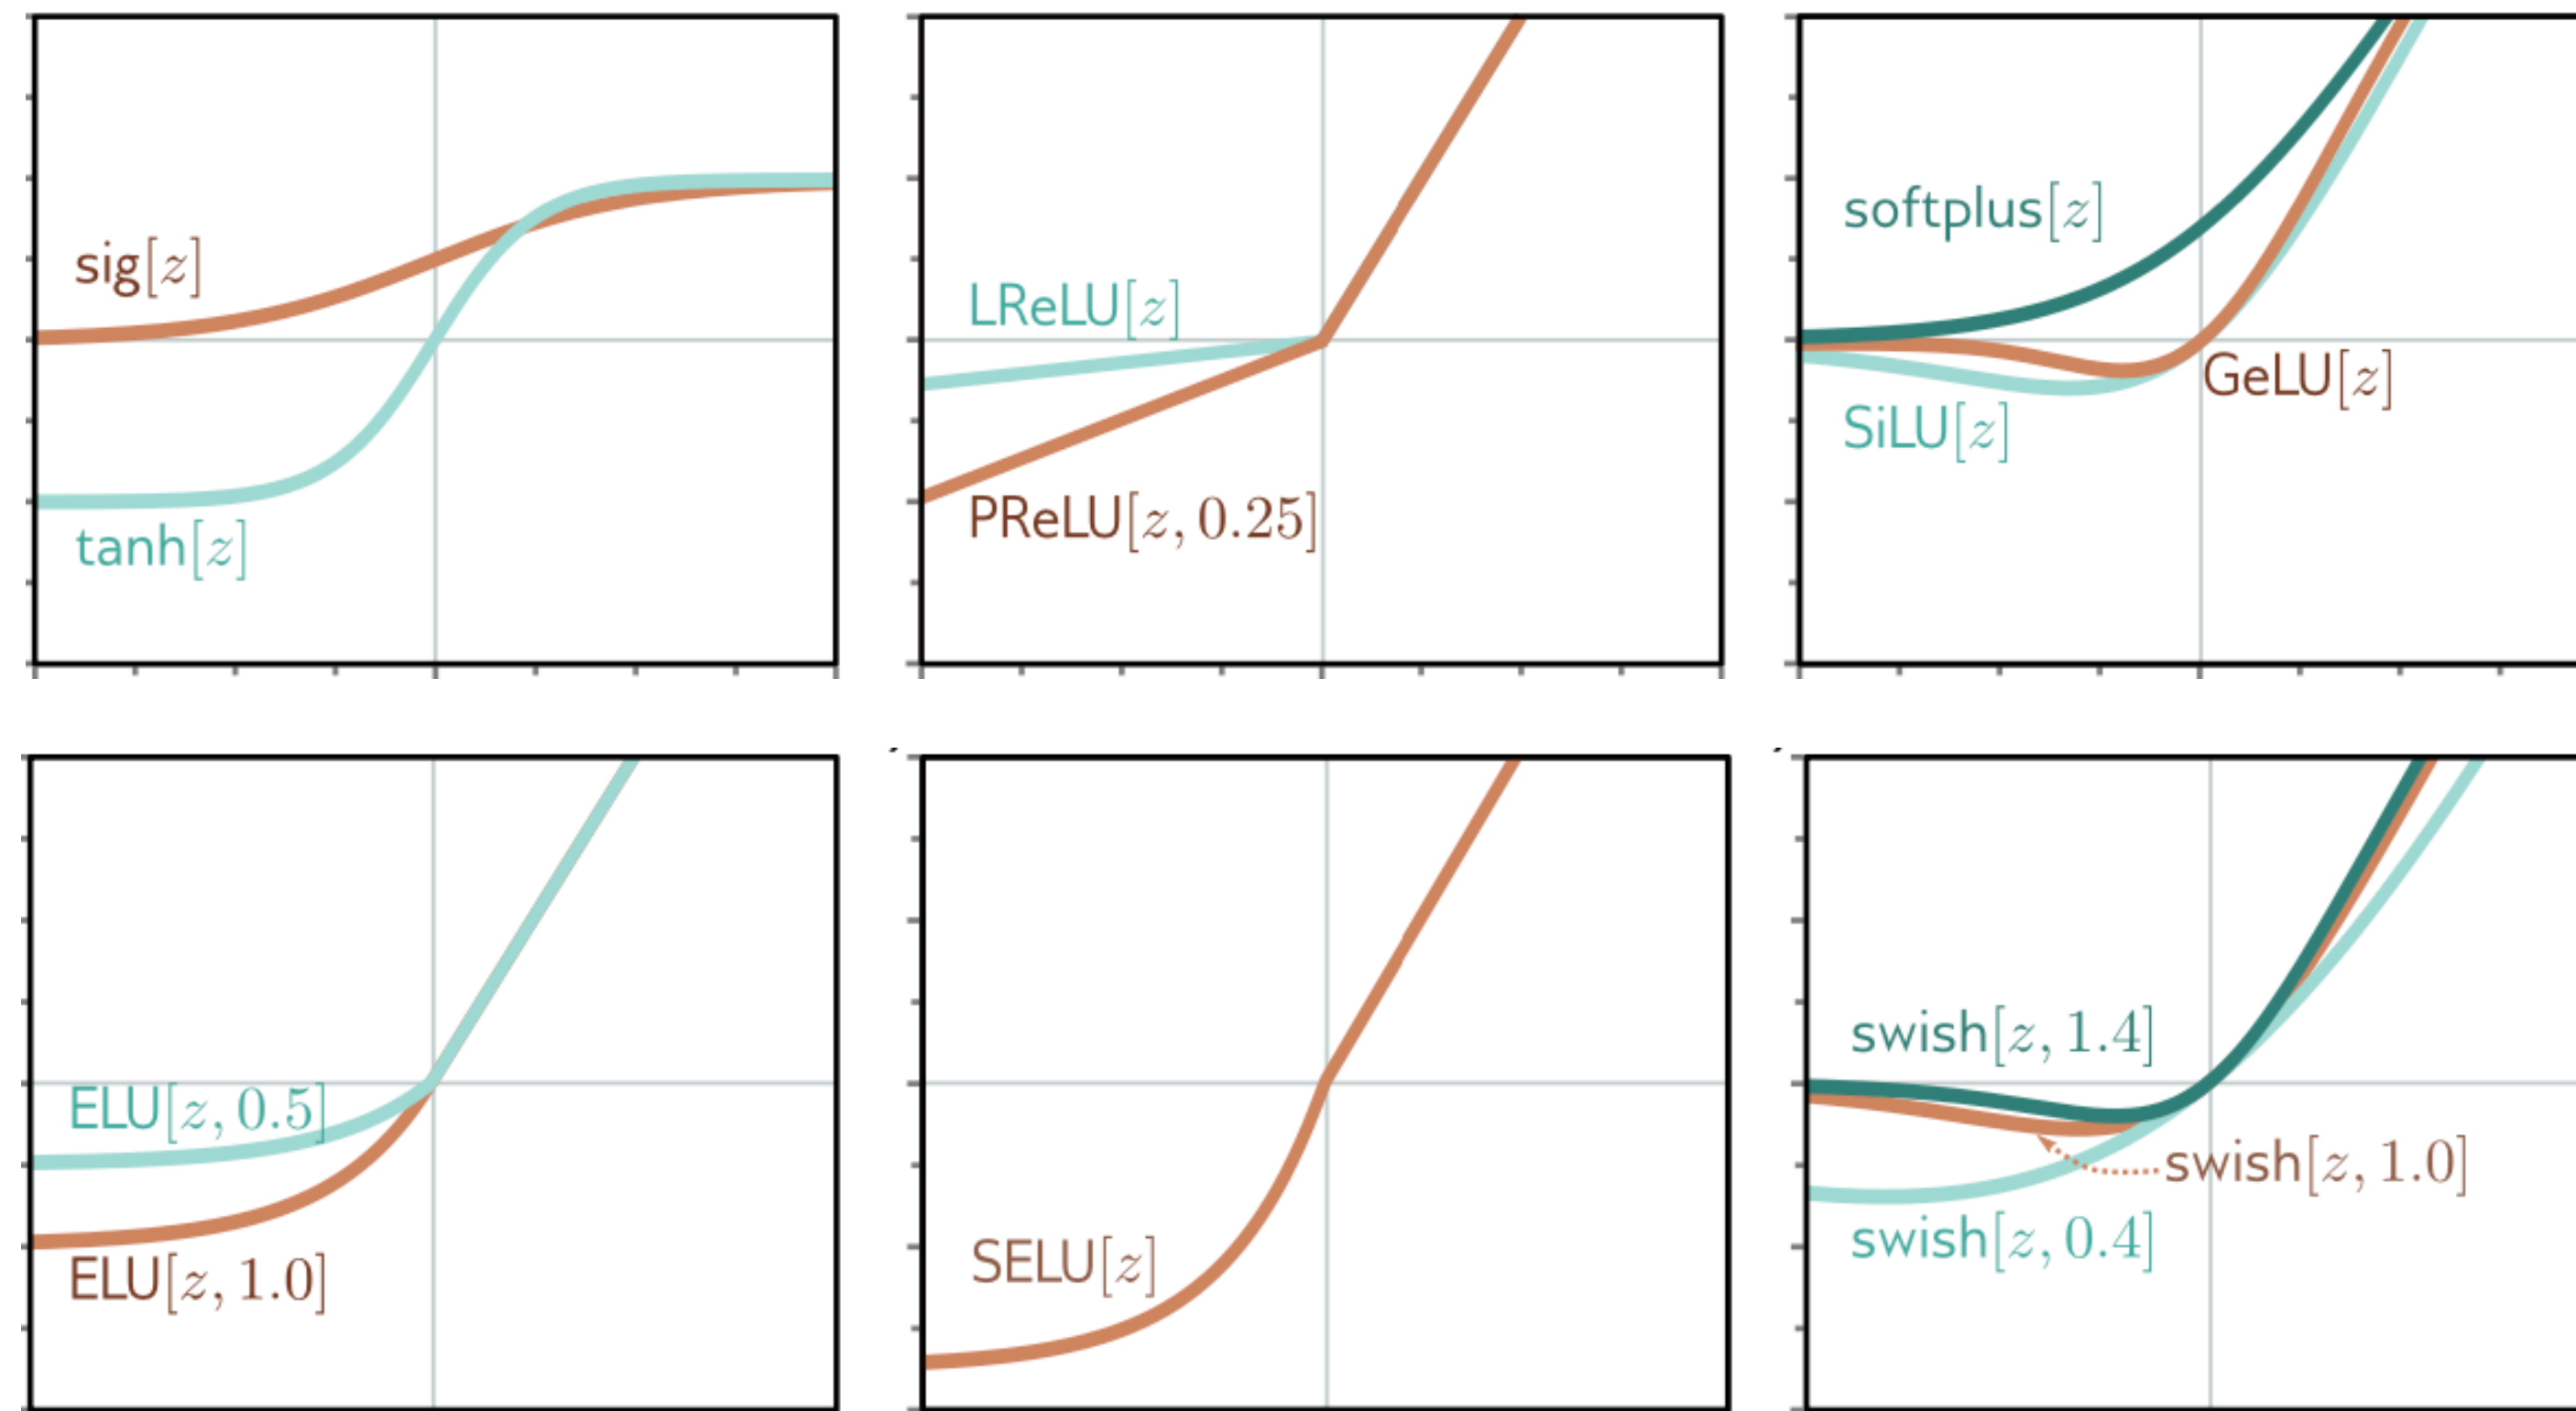 sig[z]
tanh[z]
LReLU[z]
PReLU[z, 0.25]
softplus[z]
GeLU[z]
SiLU[z]
ELU[z, 0.5]
ELU[z, 1.0]
SELU[z]
swish[z, 1.4]
swish[z, 1.0]
swish[z, 0.4]